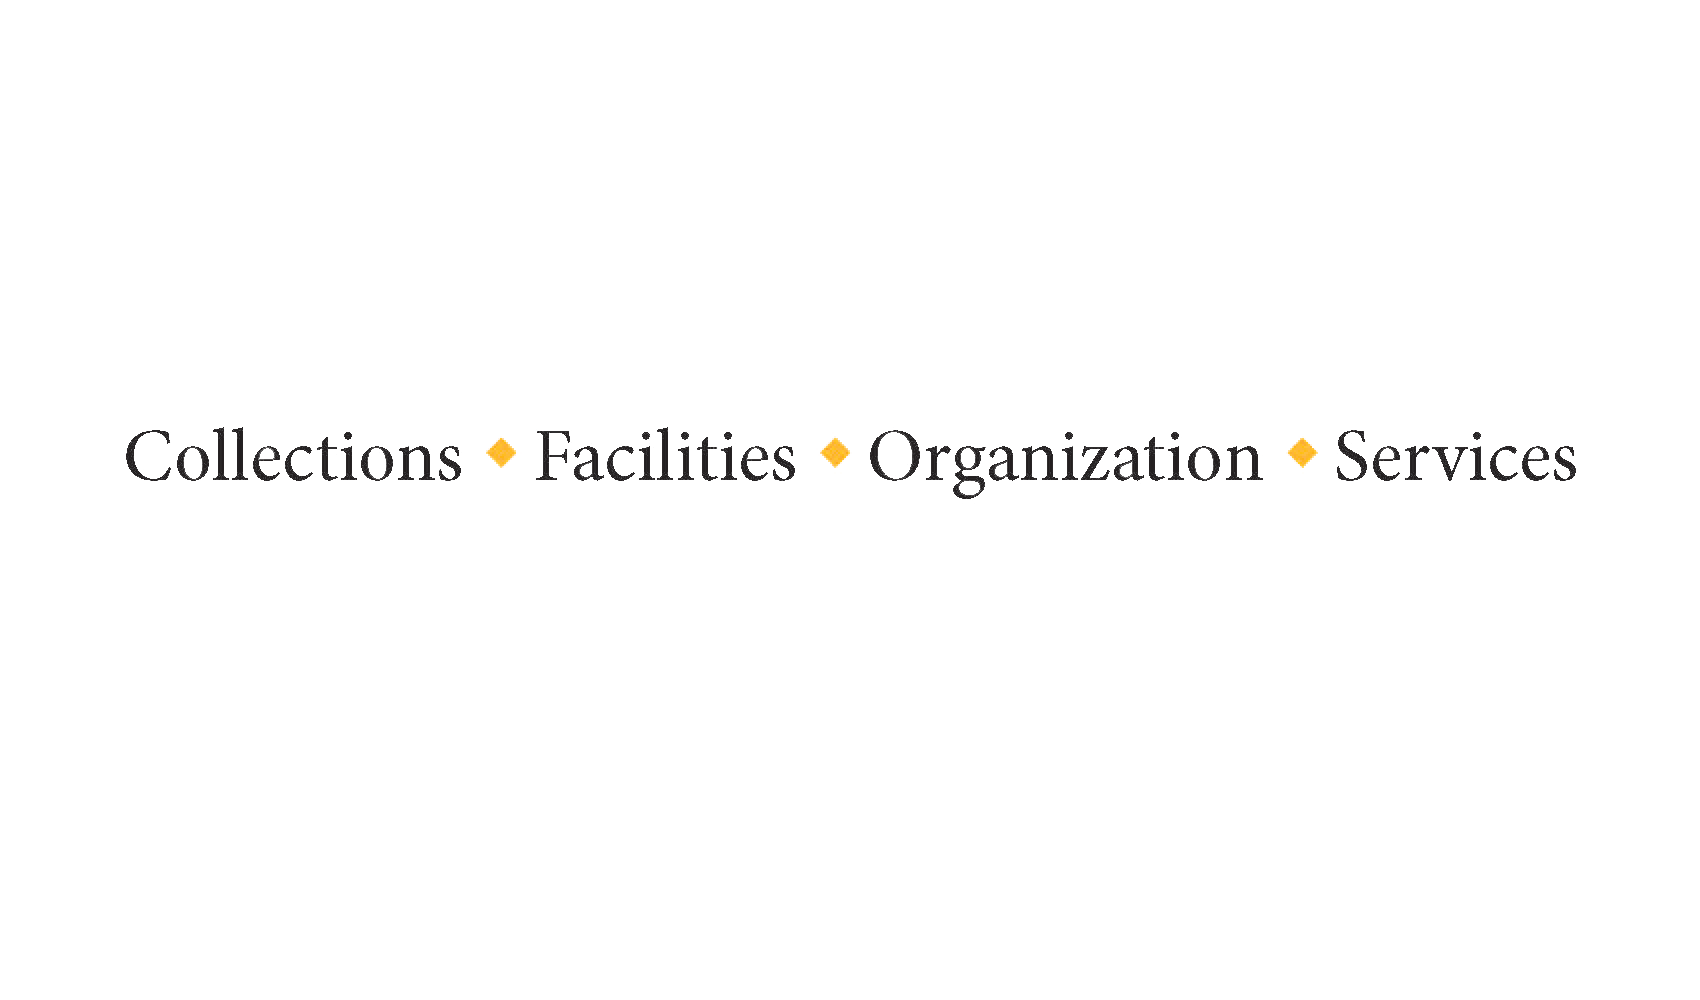 Collections ◆ Facilities ◆ Organization ◆ Services